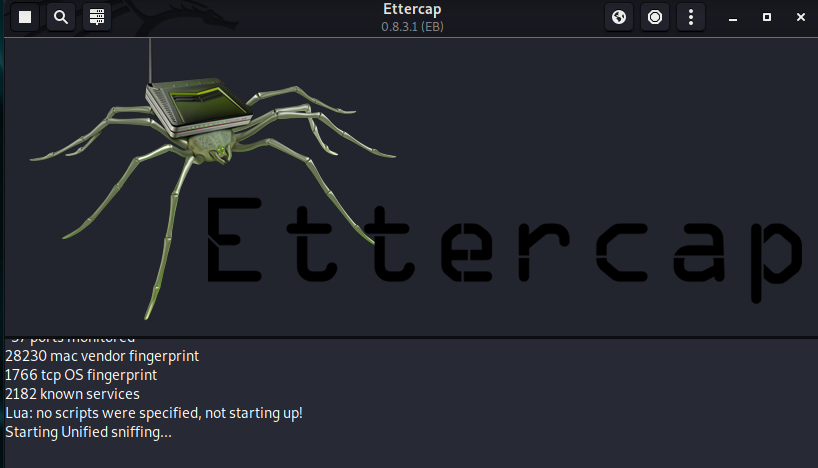 Ettercap
0.8.3.1 (EB)
Ettercap
57 ports monitored
28230 mac vendor fingerprint
1766 tcp OS fingerprint
2182 known services
Lua: no scripts were specified, not starting up!
Starting Unified sniffing...